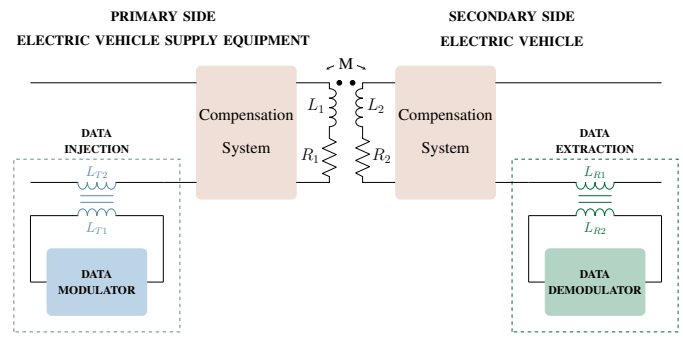 PRIMARY SIDE
ELECTRIC VEHICLE SUPPLY EQUIPMENT
SECONDARY SIDE
ELECTRIC VEHICLE
M
Compensation
System
L1
R1
L2
R2
Compensation
System
DATA
INJECTION
LT2
LT1
DATA
MODULATOR
DATA
EXTRACTION
LR1
LR2
DATA
DEMODULATOR